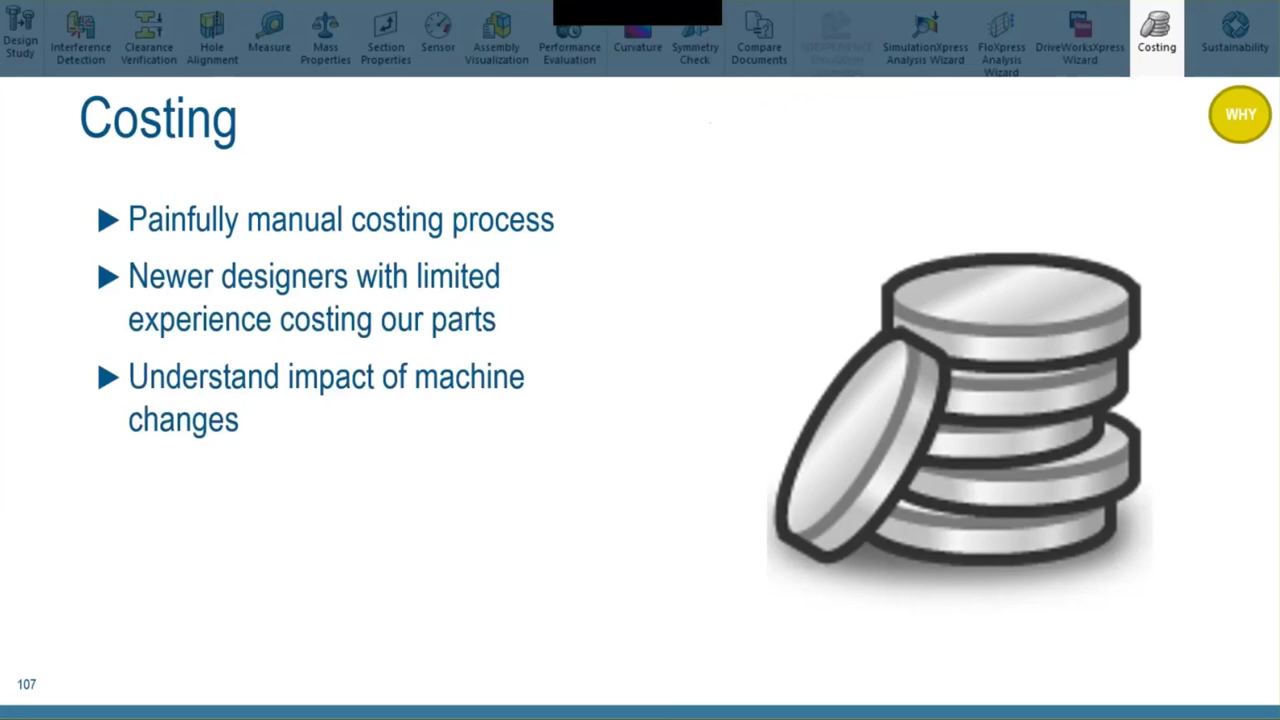 Design Study
Interference Detection
Clearance Verification
Hole Alignment
Measure
Mass Properties
Section Properties
Sensor
Assembly Visualization
Performance Evaluation
Curvature
Symmetry Check
Compare Documents
SimulationXpress Analysis Wizard
FloXpress Analysis Wizard
DriveWorksXpress Wizard
Costing
Sustainability
WHY
Costing
Painfully manual costing process
Newer designers with limited
experience costing our parts
Understand impact of machine
changes
107